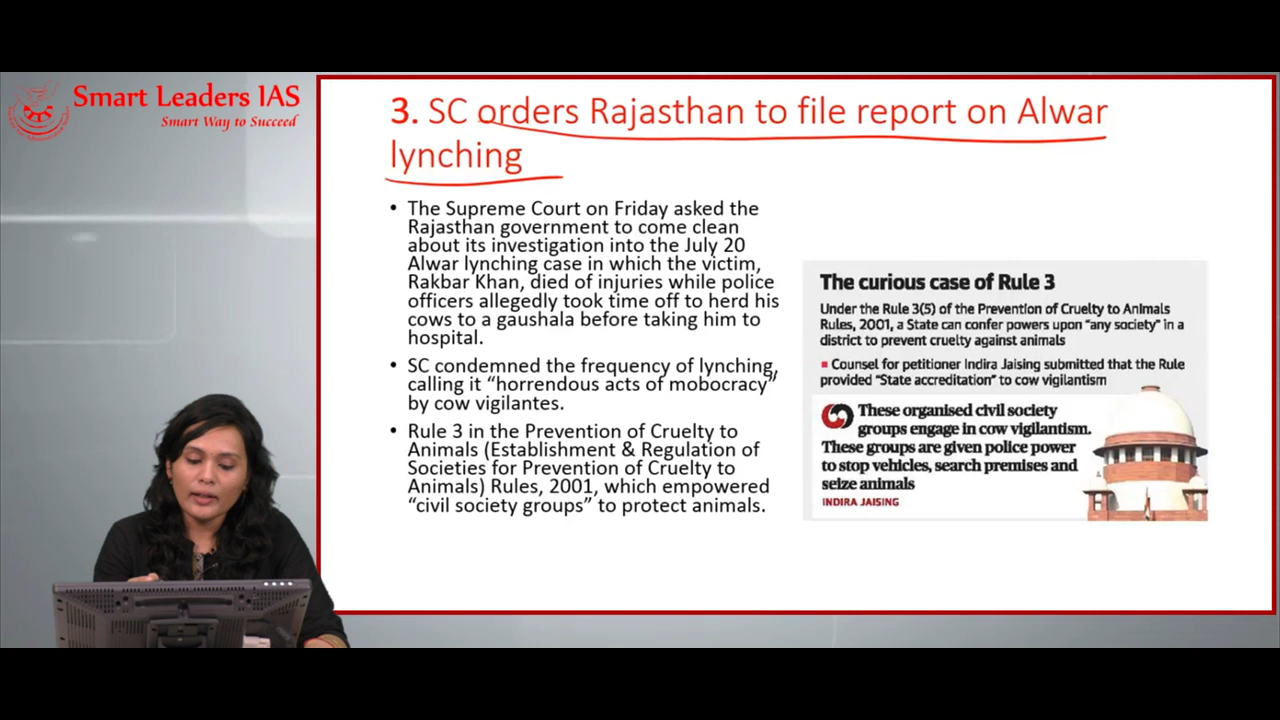 Smart Leaders IAS
Smart Way to Succeed
3. SC orders Rajasthan to file report on Alwar
lynching
• The Supreme Court on Friday asked the
Rajasthan government to come clean
about its investigation into the July 20
Alwar lynching case in which the victim,
Rakbar Khan, died of injuries while police
officers allegedly took time off to herd his
cows to a gaushala before taking him to
hospital.
• SC condemned the frequency of lynching,
calling it “horrendous acts of mobocracy”
by cow vigilantes.
• Rule 3 in the Prevention of Cruelty to
Animals (Establishment & Regulation of
Societies for Prevention of Cruelty to
Animals) Rules, 2001, which empowered
“civil society groups” to protect animals.
The curious case of Rule 3
Under the Rule 3(5) of the Prevention of Cruelty to Animals
Rules, 2001, a State can confer powers upon “any society” in a
district to prevent cruelty against animals
▪ Counsel for petitioner Indira Jaising submitted that the Rule
provided “State accreditation” to cow vigilantism
These organised civil society
groups engage in cow vigilantism.
These groups are given police power
to stop vehicles, search premises and
seize animals
INDIRA JAISING